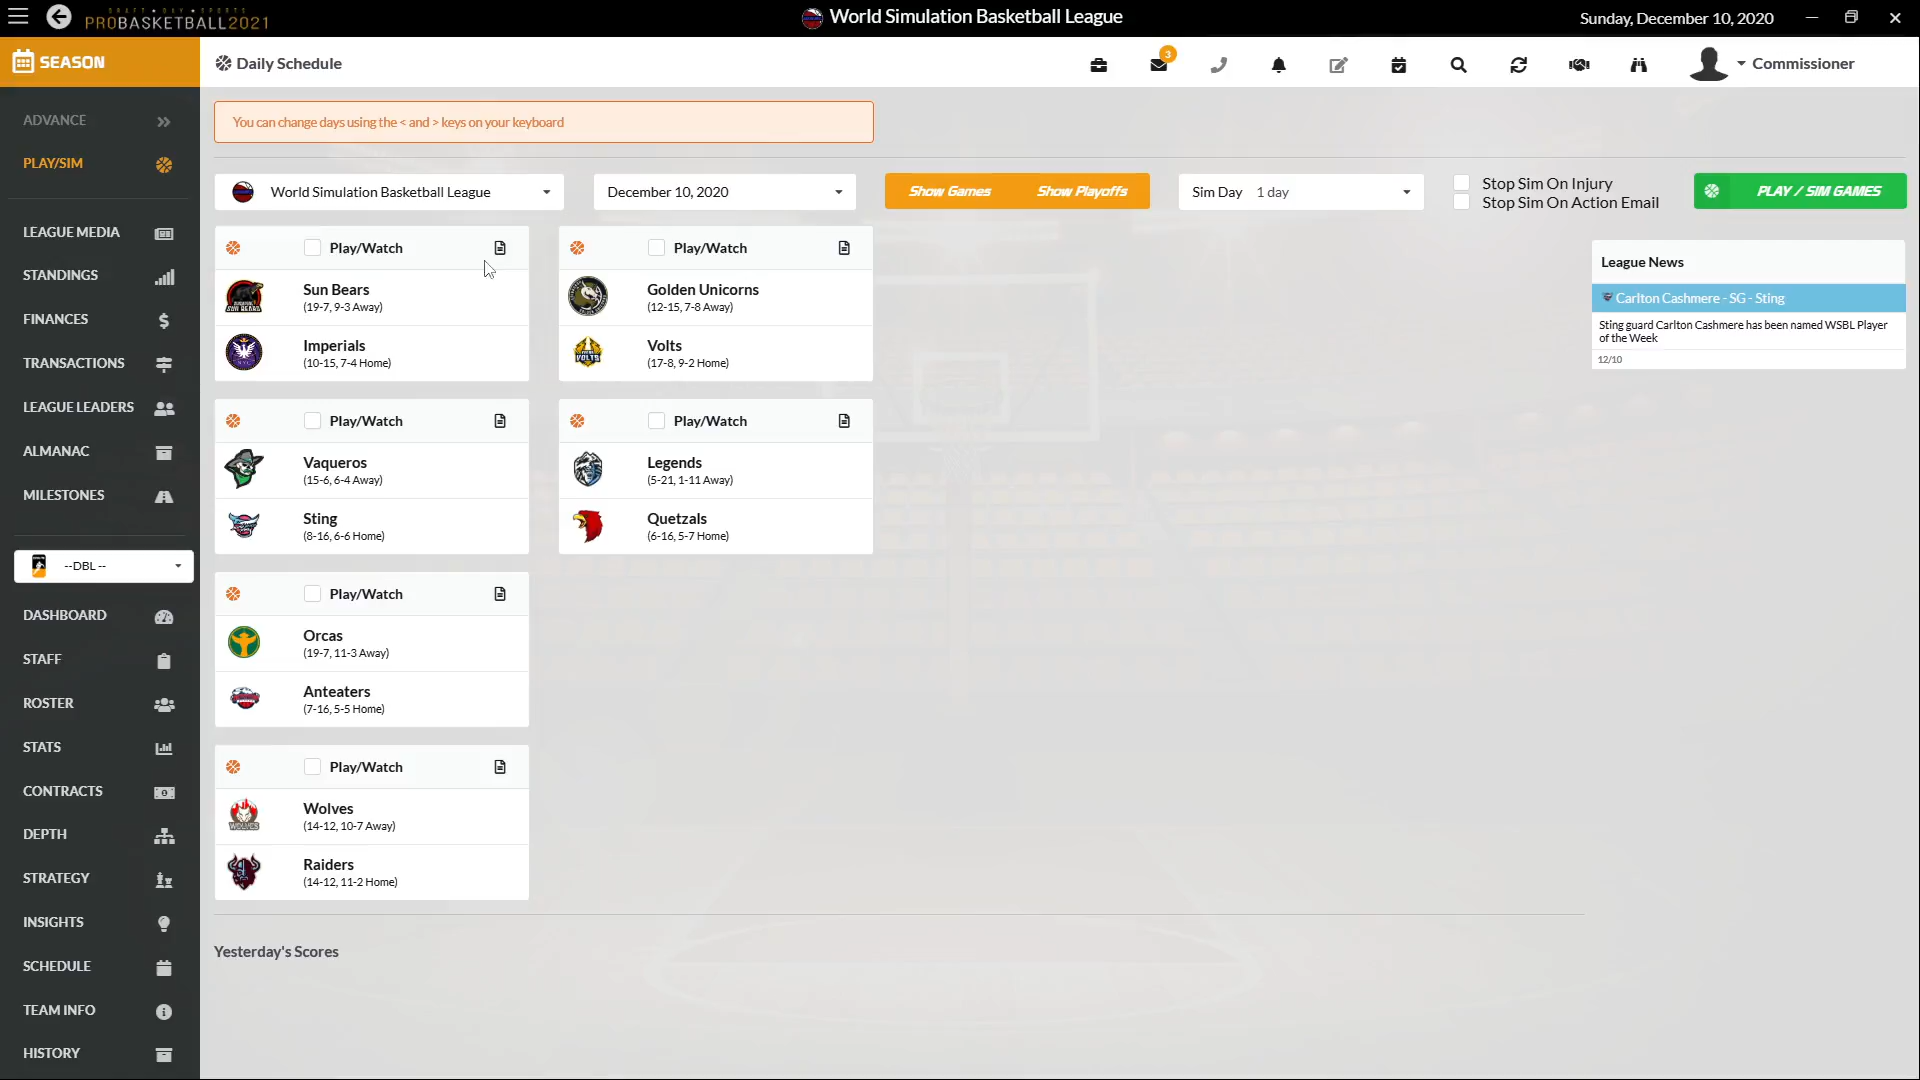 DRAFT • DAY • SPORTS
PROBASKETBALL2021
World Simulation Basketball League
Sunday, December 10, 2020
SEASON
Daily Schedule
3
Commissioner
ADVANCE
PLAY/SIM
LEAGUE MEDIA
STANDINGS
FINANCES
TRANSACTIONS
LEAGUE LEADERS
ALMANAC
MILESTONES
--DBL --
DASHBOARD
STAFF
ROSTER
STATS
CONTRACTS
DEPTH
STRATEGY
INSIGHTS
SCHEDULE
TEAM INFO
HISTORY
You can change days using the < and > keys on your keyboard
World Simulation Basketball League
December 10, 2020
Show Games
Show Playoffs
Sim Day 1 day
Stop Sim On Injury
Stop Sim On Action Email
PLAY / SIM GAMES
Play/Watch
Sun Bears
(19-7, 9-3 Away)
Imperials
(10-15, 7-4 Home)
Play/Watch
Golden Unicorns
(12-15, 7-8 Away)
Volts
(17-8, 9-2 Home)
Play/Watch
Vaqueros
(15-6, 6-4 Away)
Sting
(8-16, 6-6 Home)
Play/Watch
Legends
(5-21, 1-11 Away)
Quetzals
(6-16, 5-7 Home)
Play/Watch
Orcas
(19-7, 11-3 Away)
Anteaters
(7-16, 5-5 Home)
Play/Watch
Wolves
(14-12, 10-7 Away)
Raiders
(14-12, 11-2 Home)
League News
Carlton Cashmere - SG - Sting
Sting guard Carlton Cashmere has been named WSBL Player
of the Week
12/10
Yesterday's Scores